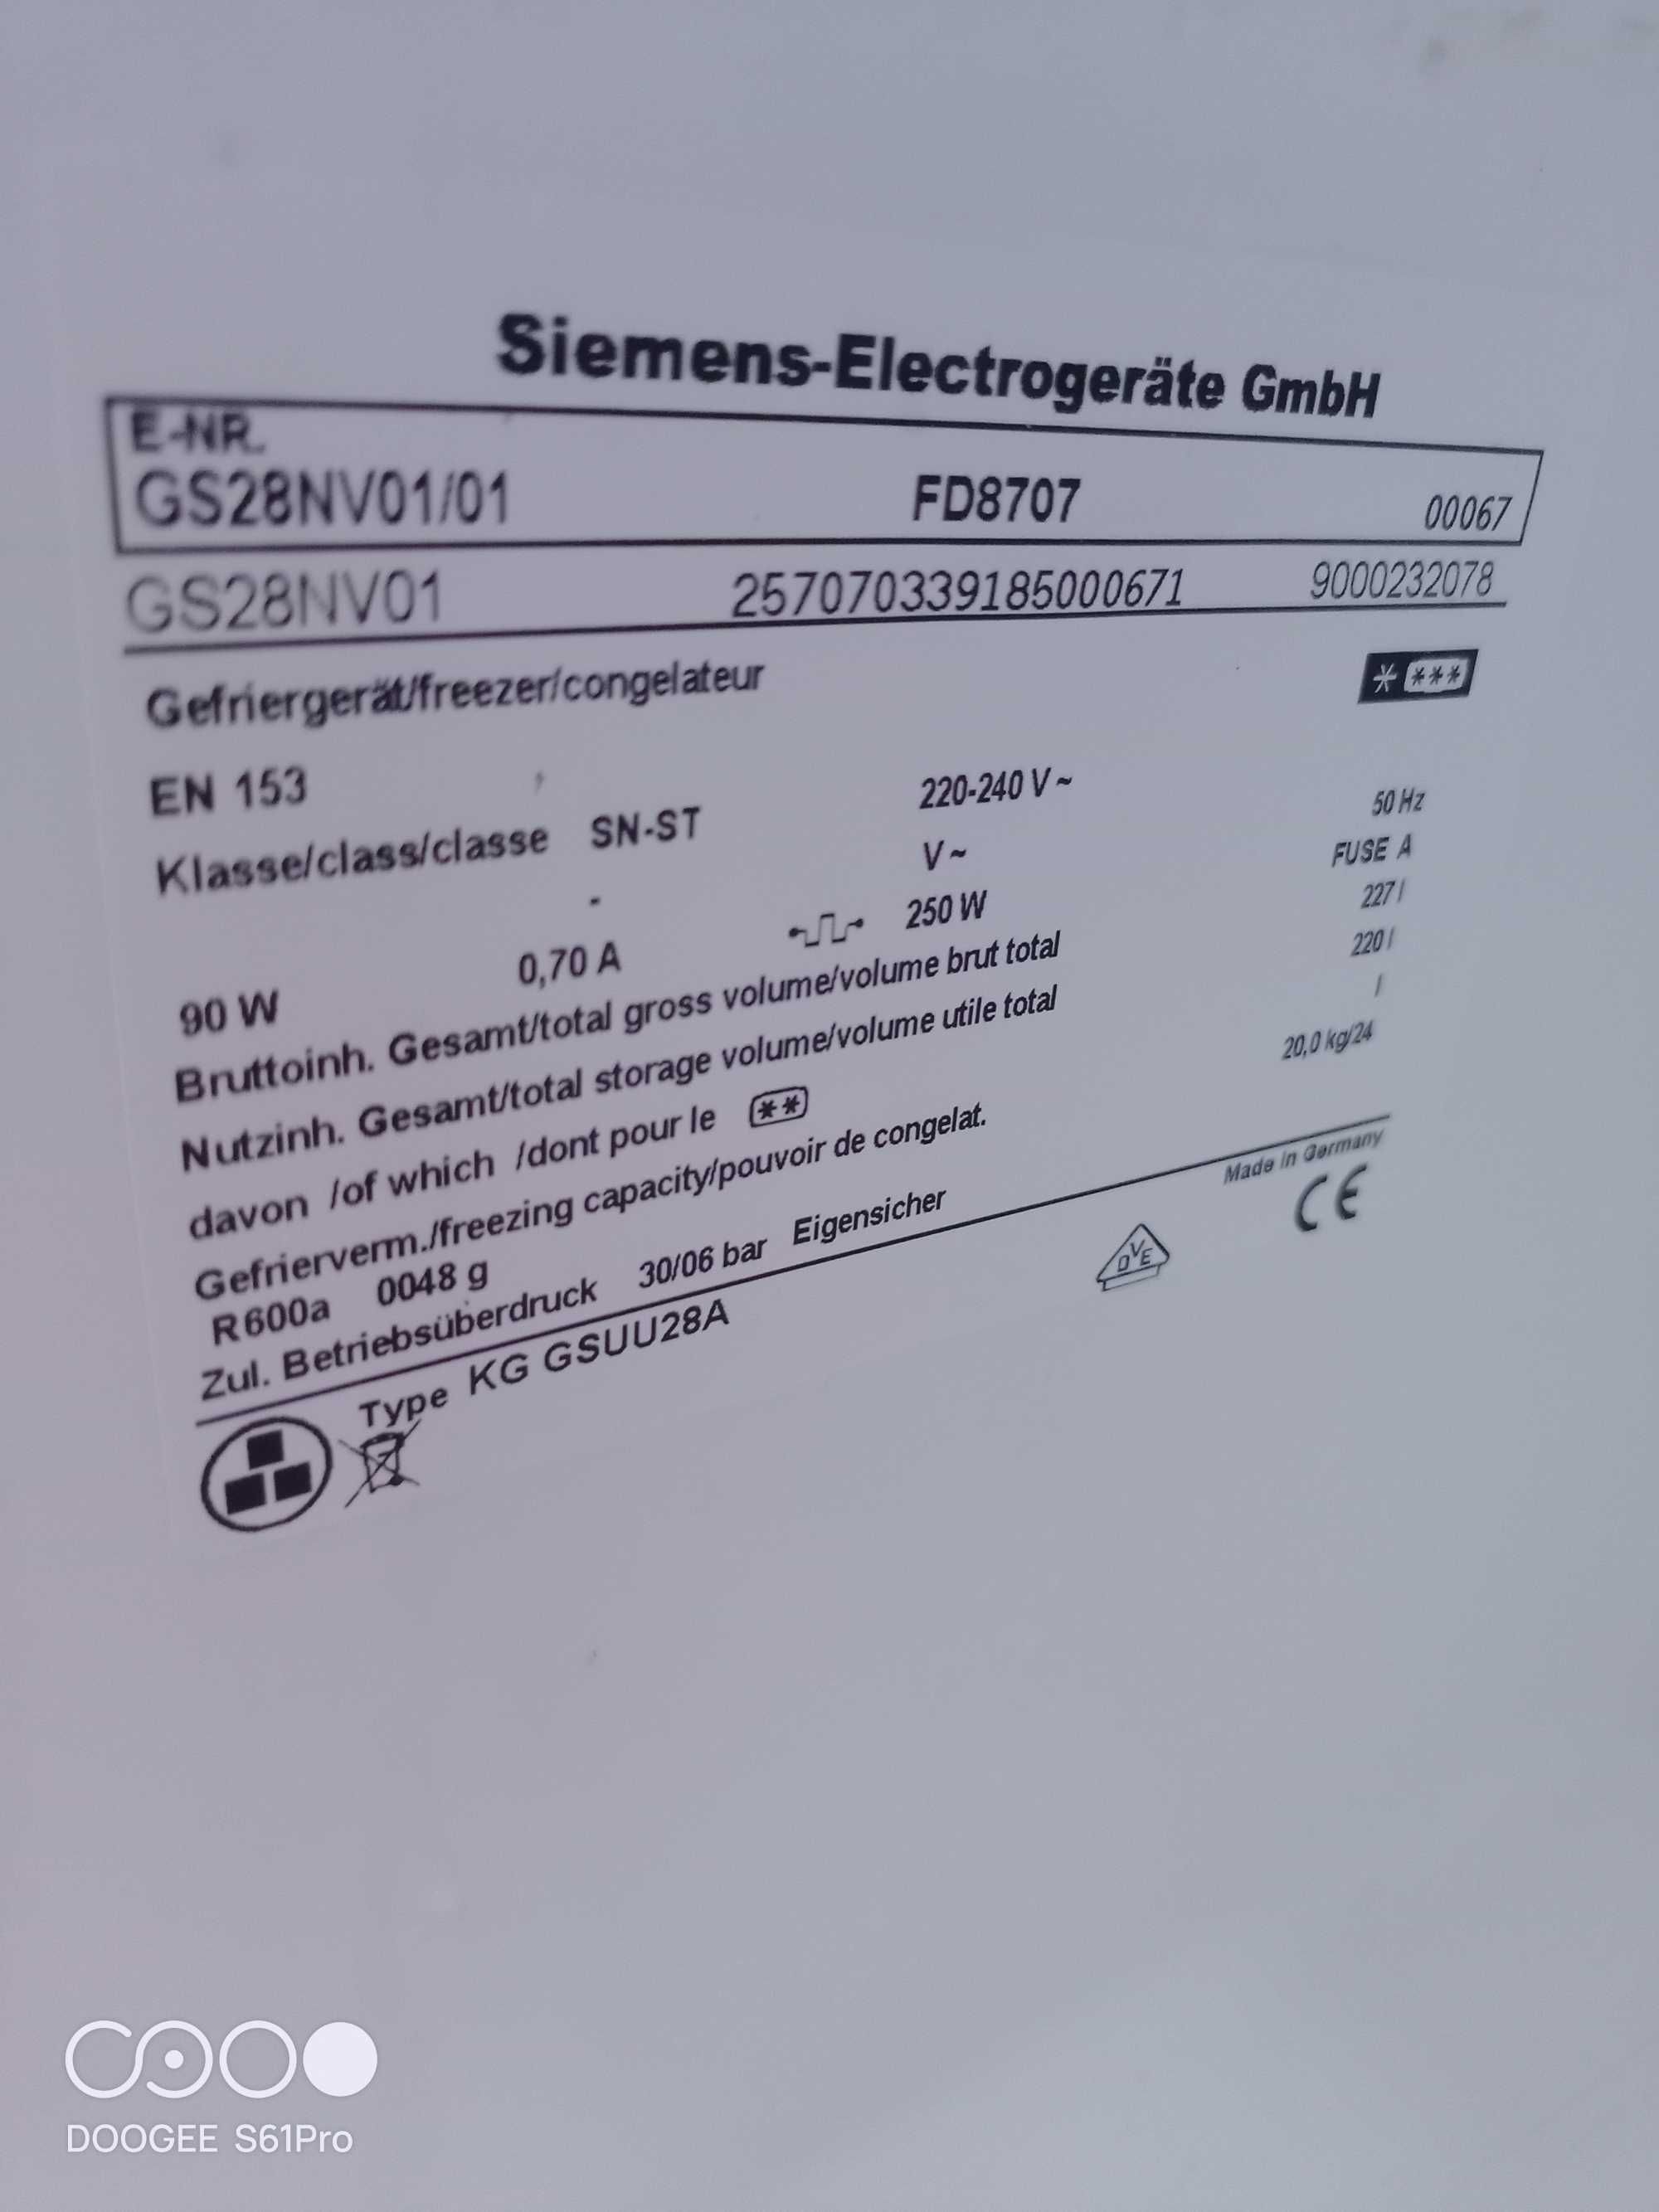 Siemens-Electrogeräte GmbH
E-NR.
GS28NV01/01 FD8707 00067
GS28NV01 257070339185000671 9000232078
Gefriergerät/freezer/congelateur * ***
EN 153
Klasse/class/classe SN-ST 220-240 V ~ 50 Hz
- V ~ FUSE A
90 W 0,70 A 250 W 227 l
Bruttoinh. Gesamt/total gross volume/volume brut total 220 l
Nutzinh. Gesamt/total storage volume/volume utile total l
davon /of which /dont pour le ** 20,0 kg/24
Gefrierverm./freezing capacity/pouvoir de congelat.
R600a 0048 g
Zul. Betriebsüberdruck 30/06 bar Eigensicher
Made in Germany
Type KG GSUU28A DVE CE
DOOGEE S61Pro